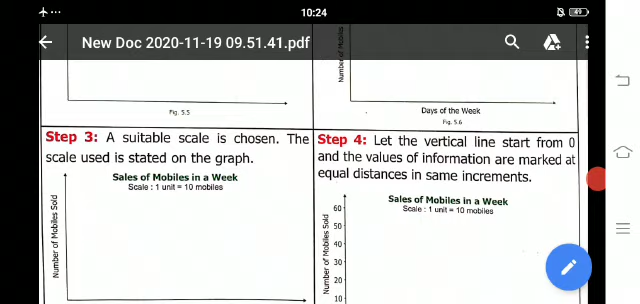 10:24
49
New Doc 2020-11-19 09.51.41.pdf
Number of Mobiles
Fig. 5.5
Days of the Week
Fig. 5.6
Step 3: A suitable scale is chosen. The
scale used is stated on the graph.
Sales of Mobiles in a Week
Scale : 1 unit = 10 mobiles
Number of Mobiles Sold
Step 4: Let the vertical line start from 0
and the values of information are marked at
equal distances in same increments.
Sales of Mobiles in a Week
Scale : 1 unit = 10 mobiles
Number of Mobiles Sold
60
50
40
30
20
10